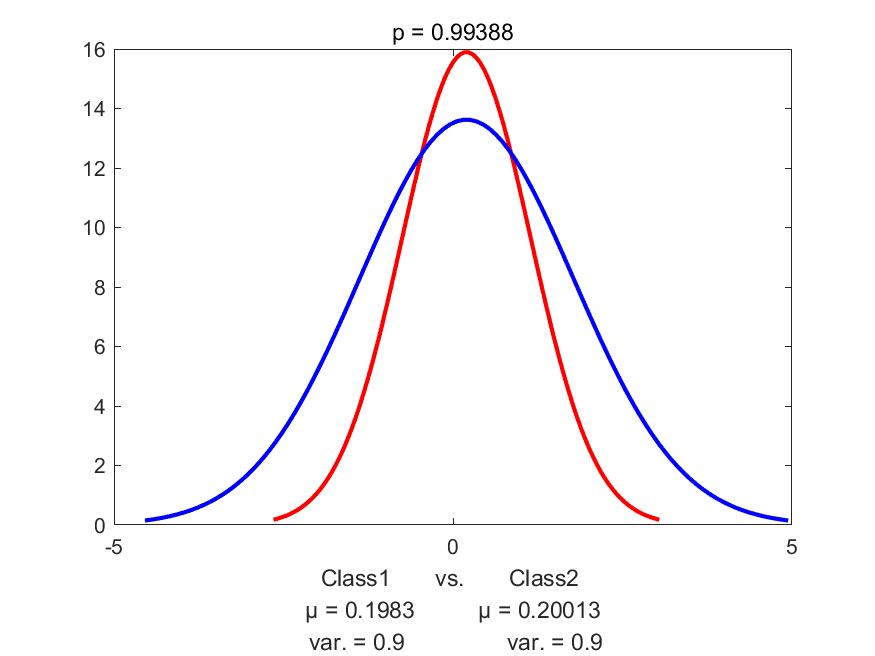 p = 0.99388
16
14
12
10
8
6
4
2
0
-5 0 5
Class1 vs. Class2
μ = 0.1983 μ = 0.20013
var. = 0.9 var. = 0.9